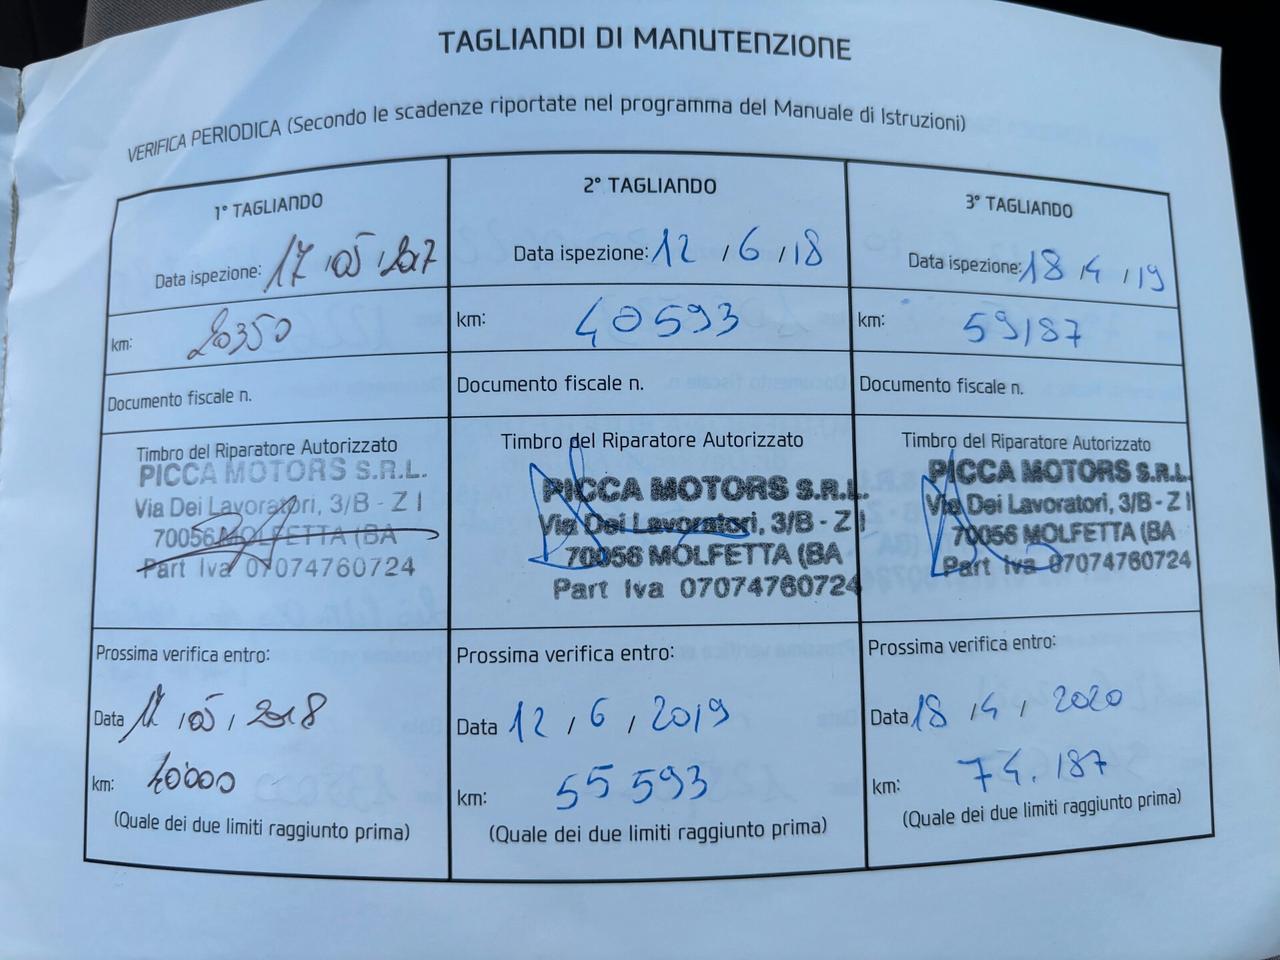 TAGLIANDI DI MANUTENZIONE
VERIFICA PERIODICA (Secondo le scadenze riportate nel programma del Manuale di Istruzioni)
1° TAGLIANDO
Data ispezione: 17 / 05 / 2017
km: 20350
Documento fiscale n.
Timbro del Riparatore Autorizzato
PICCA MOTORS S.R.L.
Via Dei Lavoratori, 3/B - Z I
70056 MOLFETTA (BA
Part Iva 07074760724
Prossima verifica entro:
Data 17 / 05 / 2018
km: 40000
(Quale dei due limiti raggiunto prima)
2° TAGLIANDO
Data ispezione: 12 / 6 / 18
km: 40593
Documento fiscale n.
Timbro del Riparatore Autorizzato
PICCA MOTORS S.R.L.
Via Dei Lavoratori, 3/B - Z I
70056 MOLFETTA (BA
Part Iva 07074760724
Prossima verifica entro:
Data 12 / 6 / 2019
km: 55593
(Quale dei due limiti raggiunto prima)
3° TAGLIANDO
Data ispezione: 18 / 4 / 19
km: 59187
Documento fiscale n.
Timbro del Riparatore Autorizzato
PICCA MOTORS S.R.L.
Via Dei Lavoratori, 3/B - Z I
70056 MOLFETTA (BA
Part Iva 07074760724
Prossima verifica entro:
Data 18 / 4 / 2020
km: 74.187
(Quale dei due limiti raggiunto prima)